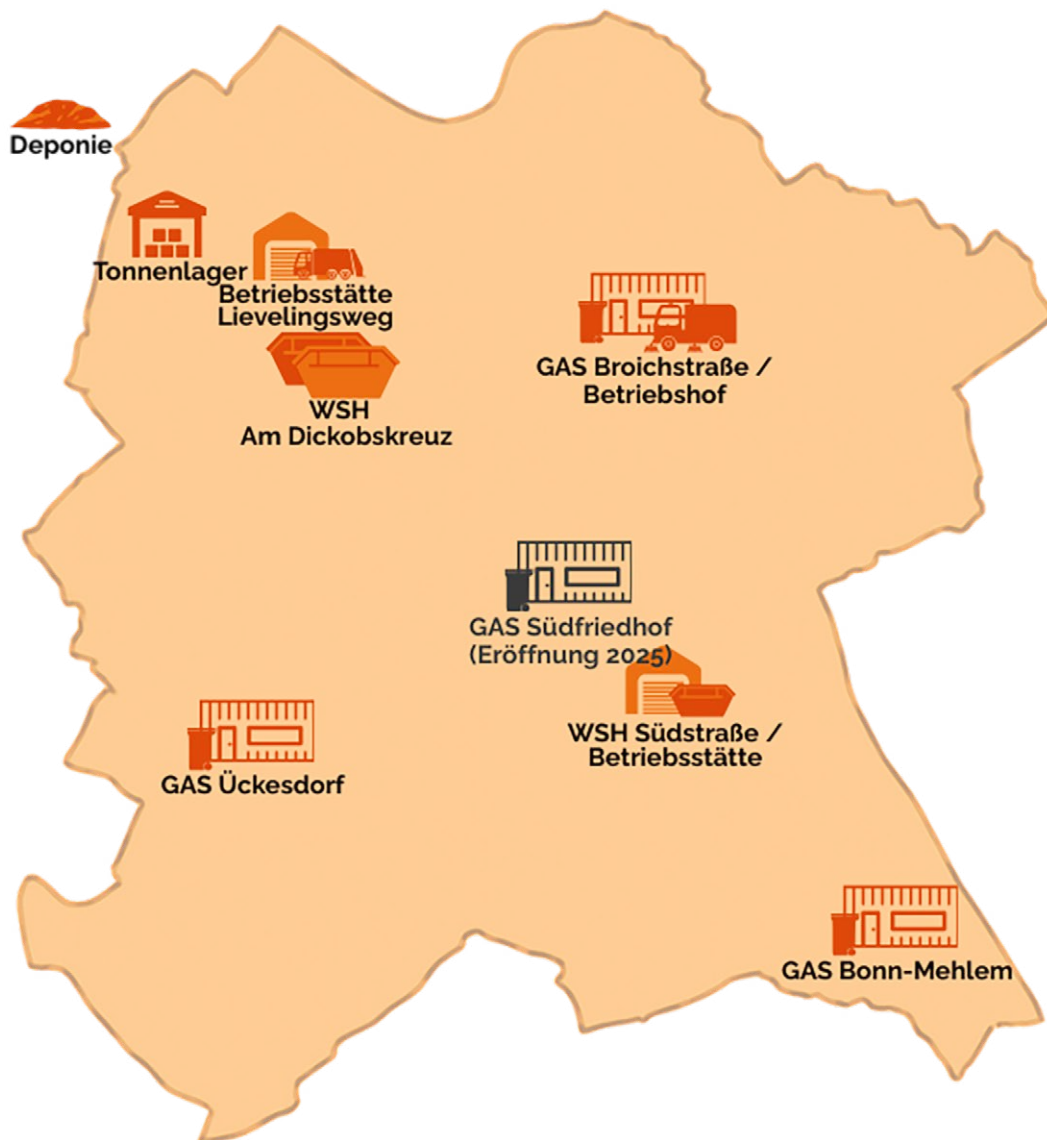 Deponie
Tonnenlager
Betriebsstätte
Lievelingsweg
WSH
Am Dickobskreuz
GAS Broichstraße /
Betriebshof
GAS Südfriedhof
(Eröffnung 2025)
WSH Südstraße /
Betriebsstätte
GAS Ückesdorf
GAS Bonn-Mehlem